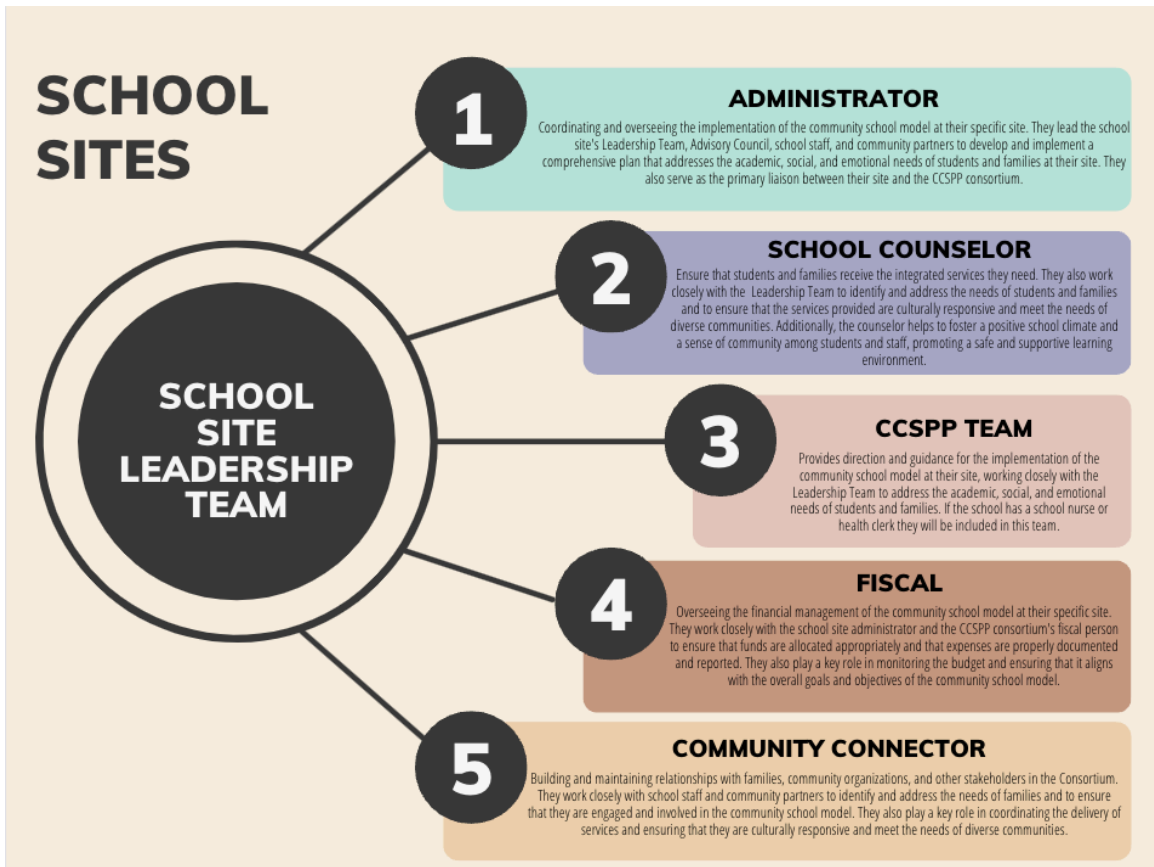 SCHOOL
SITES
SCHOOL
SITE
LEADERSHIP
TEAM
1
ADMINISTRATOR
Coordinating and overseeing the implementation of the community school model at their specific site. They lead the school
site's Leadership Team, Advisory Council, school staff, and community partners to develop and implement a
comprehensive plan that addresses the academic, social, and emotional needs of students and families at their site. They
also serve as the primary liaison between their site and the CCSPP consortium.
2
SCHOOL COUNSELOR
Ensure that students and families receive the integrated services they need. They also work
closely with the Leadership Team to identify and address the needs of students and families
and to ensure that the services provided are culturally responsive and meet the needs of
diverse communities. Additionally, the counselor helps to foster a positive school climate and
a sense of community among students and staff, promoting a safe and supportive learning
environment.
3
CCSPP TEAM
Provides direction and guidance for the implementation of the
community school model at their site, working closely with the
Leadership Team to address the academic, social, and emotional
needs of students and families. If the school has a school nurse or
health clerk they will be included in this team.
4
FISCAL
Overseeing the financial management of the community school model at their specific site.
They work closely with the school site administrator and the CCSPP consortium's fiscal person
to ensure that funds are allocated appropriately and that expenses are properly documented
and reported. They also play a key role in monitoring the budget and ensuring that it aligns
with the overall goals and objectives of the community school model.
5
COMMUNITY CONNECTOR
Building and maintaining relationships with families, community organizations, and other stakeholders in the Consortium.
They work closely with school staff and community partners to identify and address the needs of families and to ensure
that they are engaged and involved in the community school model. They also play a key role in coordinating the delivery of
services and ensuring that they are culturally responsive and meet the needs of diverse communities.